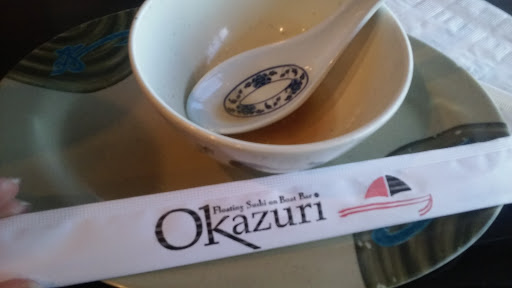 Floating Sushi on Boat Bar
Okazuri